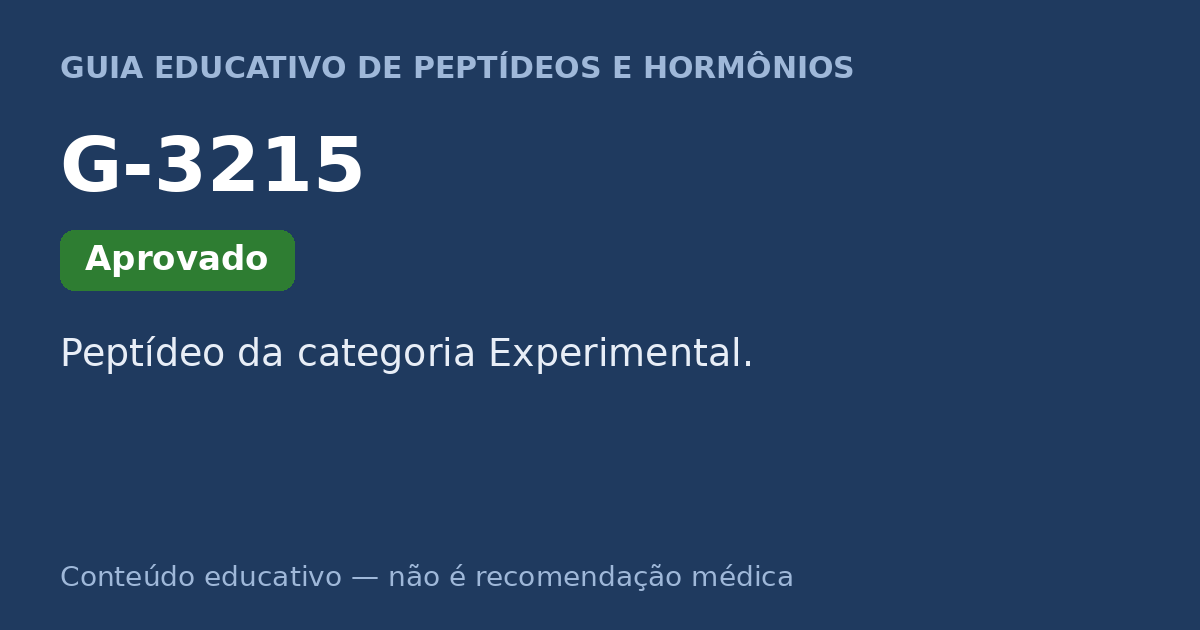 GUIA EDUCATIVO DE PEPTÍDEOS E HORMÔNIOS
G-3215
Aprovado
Peptídeo da categoria Experimental.
Conteúdo educativo — não é recomendação médica